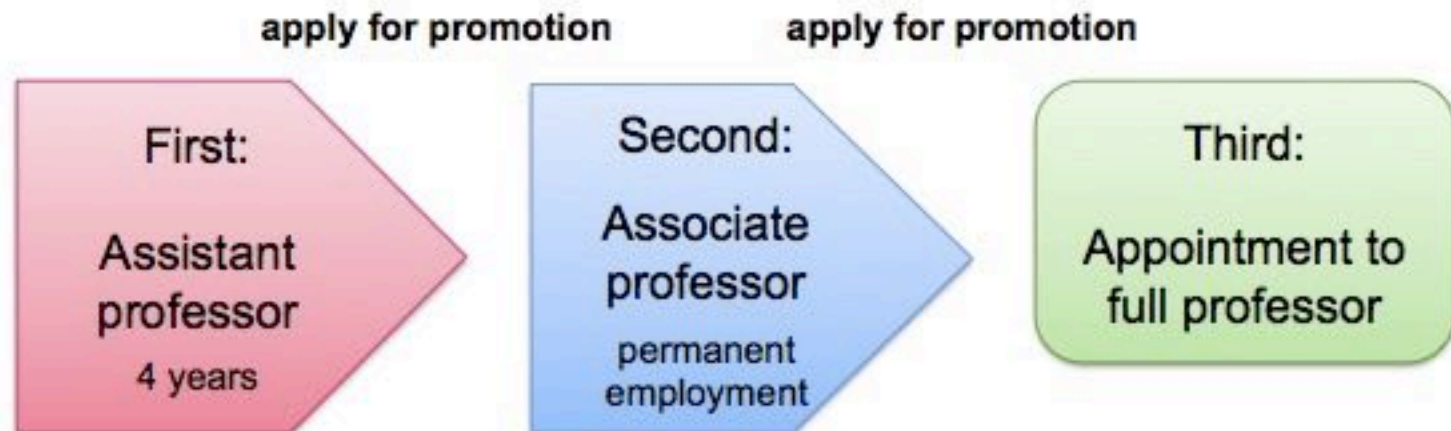 apply for promotion
apply for promotion
First:
Assistant
professor
4 years
Second:
Associate
professor
permanent
employment
Third:
Appointment to
full professor